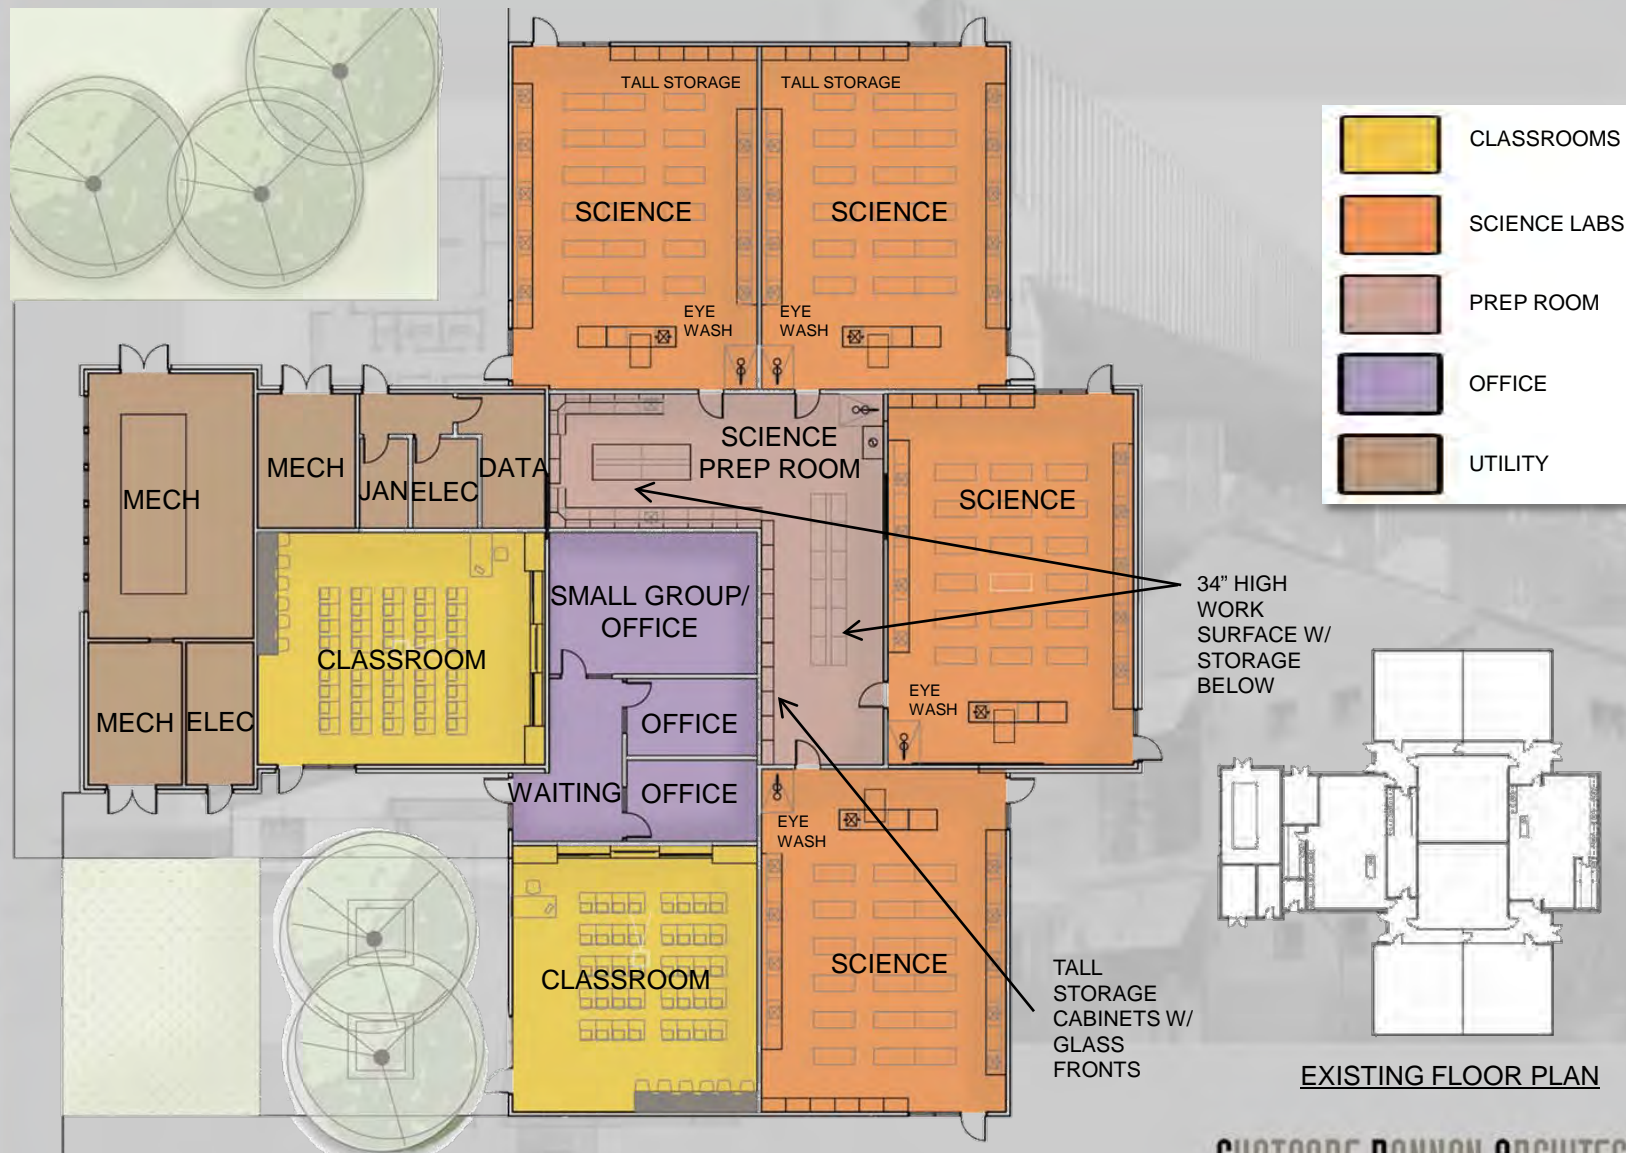 TALL STORAGE
TALL STORAGE
SCIENCE
SCIENCE
EYE
WASH
EYE
WASH
MECH
MECH
JAN
ELEC
DATA
SCIENCE
PREP ROOM
SCIENCE
EYE
WASH
CLASSROOM
SMALL GROUP/
OFFICE
MECH
ELEC
OFFICE
WAITING
OFFICE
EYE
WASH
CLASSROOM
SCIENCE
34” HIGH
WORK
SURFACE W/
STORAGE
BELOW
TALL
STORAGE
CABINETS W/
GLASS
FRONTS
CLASSROOMS
SCIENCE LABS
PREP ROOM
OFFICE
UTILITY
EXISTING FLOOR PLAN